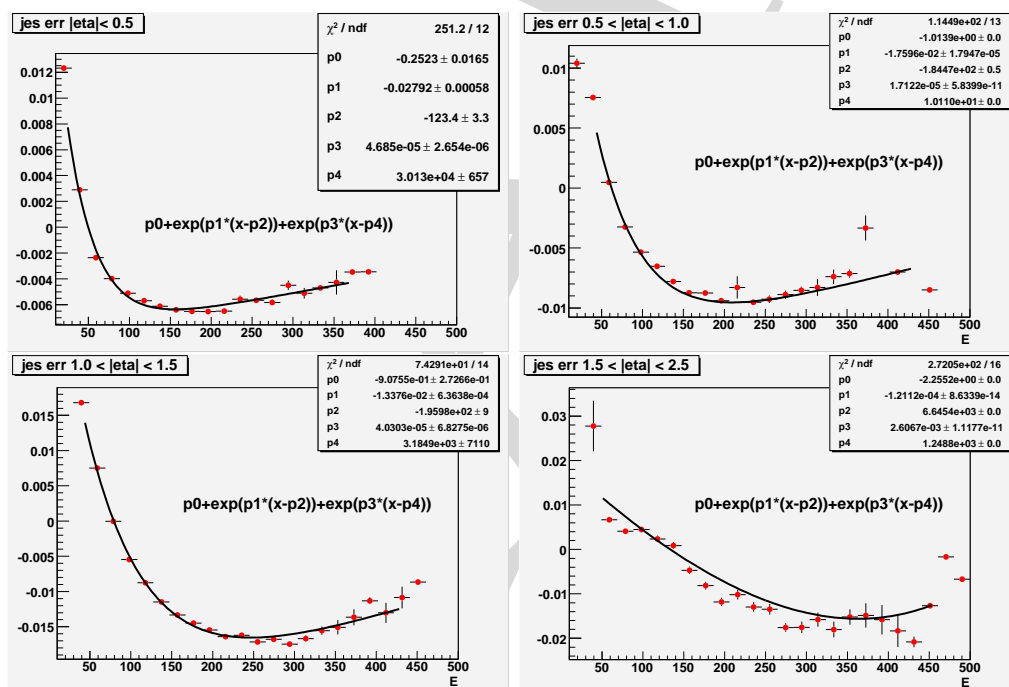 jes err |eta|< 0.5
χ² / ndf 251.2 / 12
p0 -0.2523 ± 0.0165
p1 -0.02792 ± 0.00058
p2 -123.4 ± 3.3
p3 4.685e-05 ± 2.654e-06
p4 3.013e+04 ± 657
0.012
0.01
0.008
0.006
0.004
0.002
0
-0.002
-0.004
-0.006
p0+exp(p1*(x-p2))+exp(p3*(x-p4))
50 100 150 200 250 300 350 400 450 500
jes err 0.5 < |eta| < 1.0
χ² / ndf 1.1449e+02 / 13
p0 -1.0139e+00 ± 0.0
p1 -1.7596e-02 ± 1.7947e-05
p2 -1.8447e+02 ± 0.5
p3 1.7122e-05 ± 5.8399e-11
p4 1.0110e+01 ± 0.0
0.01
0.005
0
-0.005
-0.01
p0+exp(p1*(x-p2))+exp(p3*(x-p4))
50 100 150 200 250 300 350 400 450 500
E
jes err 1.0 < |eta| < 1.5
χ² / ndf 7.4291e+01 / 14
p0 -9.0755e-01 ± 2.7266e-01
p1 -1.3376e-02 ± 6.3638e-04
p2 -1.9598e+02 ± 9
p3 4.0303e-05 ± 6.8275e-06
p4 3.1849e+03 ± 7110
0.015
0.01
0.005
0
-0.005
-0.01
-0.015
p0+exp(p1*(x-p2))+exp(p3*(x-p4))
50 100 150 200 250 300 350 400 450 500
E
jes err 1.5 < |eta| < 2.5
χ² / ndf 2.7205e+02 / 16
p0 -2.2552e+00 ± 0.0
p1 -1.2112e-04 ± 8.6339e-14
p2 6.6454e+03 ± 0.0
p3 2.6067e-03 ± 1.1177e-11
p4 1.2488e+03 ± 0.0
0.03
0.02
0.01
0
-0.01
-0.02
p0+exp(p1*(x-p2))+exp(p3*(x-p4))
50 100 150 200 250 300 350 400 450 500
E